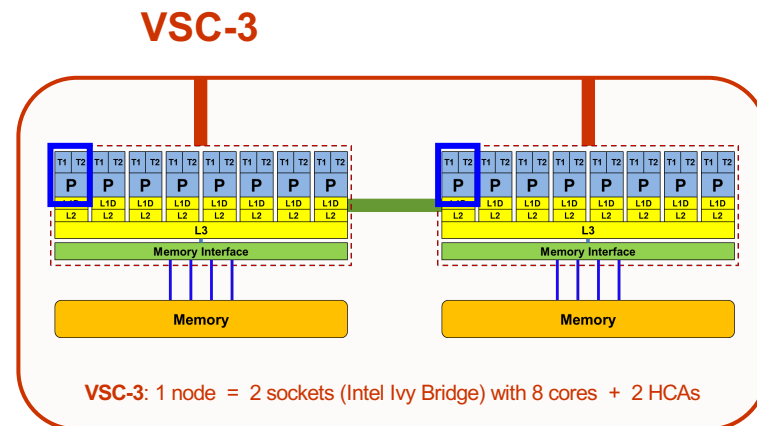 VSC-3
T1 T2 T1 T2 T1 T2 T1 T2 T1 T2 T1 T2 T1 T2 T1 T2
P P P P P P P P
L1D L1D L1D L1D L1D L1D L1D L1D
L2 L2 L2 L2 L2 L2 L2 L2
L3
Memory Interface
Memory
T1 T2 T1 T2 T1 T2 T1 T2 T1 T2 T1 T2 T1 T2 T1 T2
P P P P P P P P
L1D L1D L1D L1D L1D L1D L1D L1D
L2 L2 L2 L2 L2 L2 L2 L2
L3
Memory Interface
Memory
VSC-3: 1 node = 2 sockets (Intel Ivy Bridge) with 8 cores + 2 HCAs